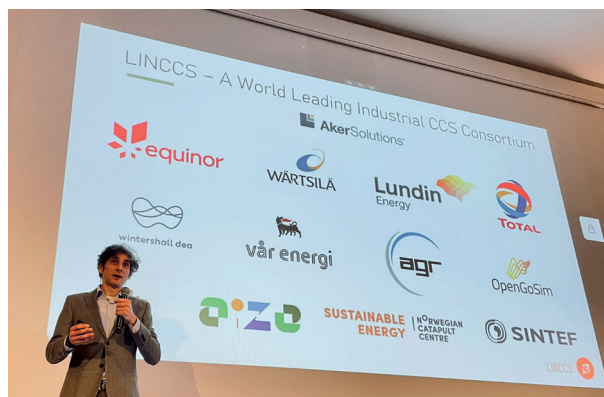 LINCCS – A World Leading Industrial CCS Consortium
AkerSolutions
equinor
WÄRTSILÄ
Lundin
Energy
TOTAL
wintershall dea
vår energi
agr
OpenGoSim
aize
SUSTAINABLE
ENERGY
NORWEGIAN
CATAPULT
CENTRE
SINTEF
LINCCS